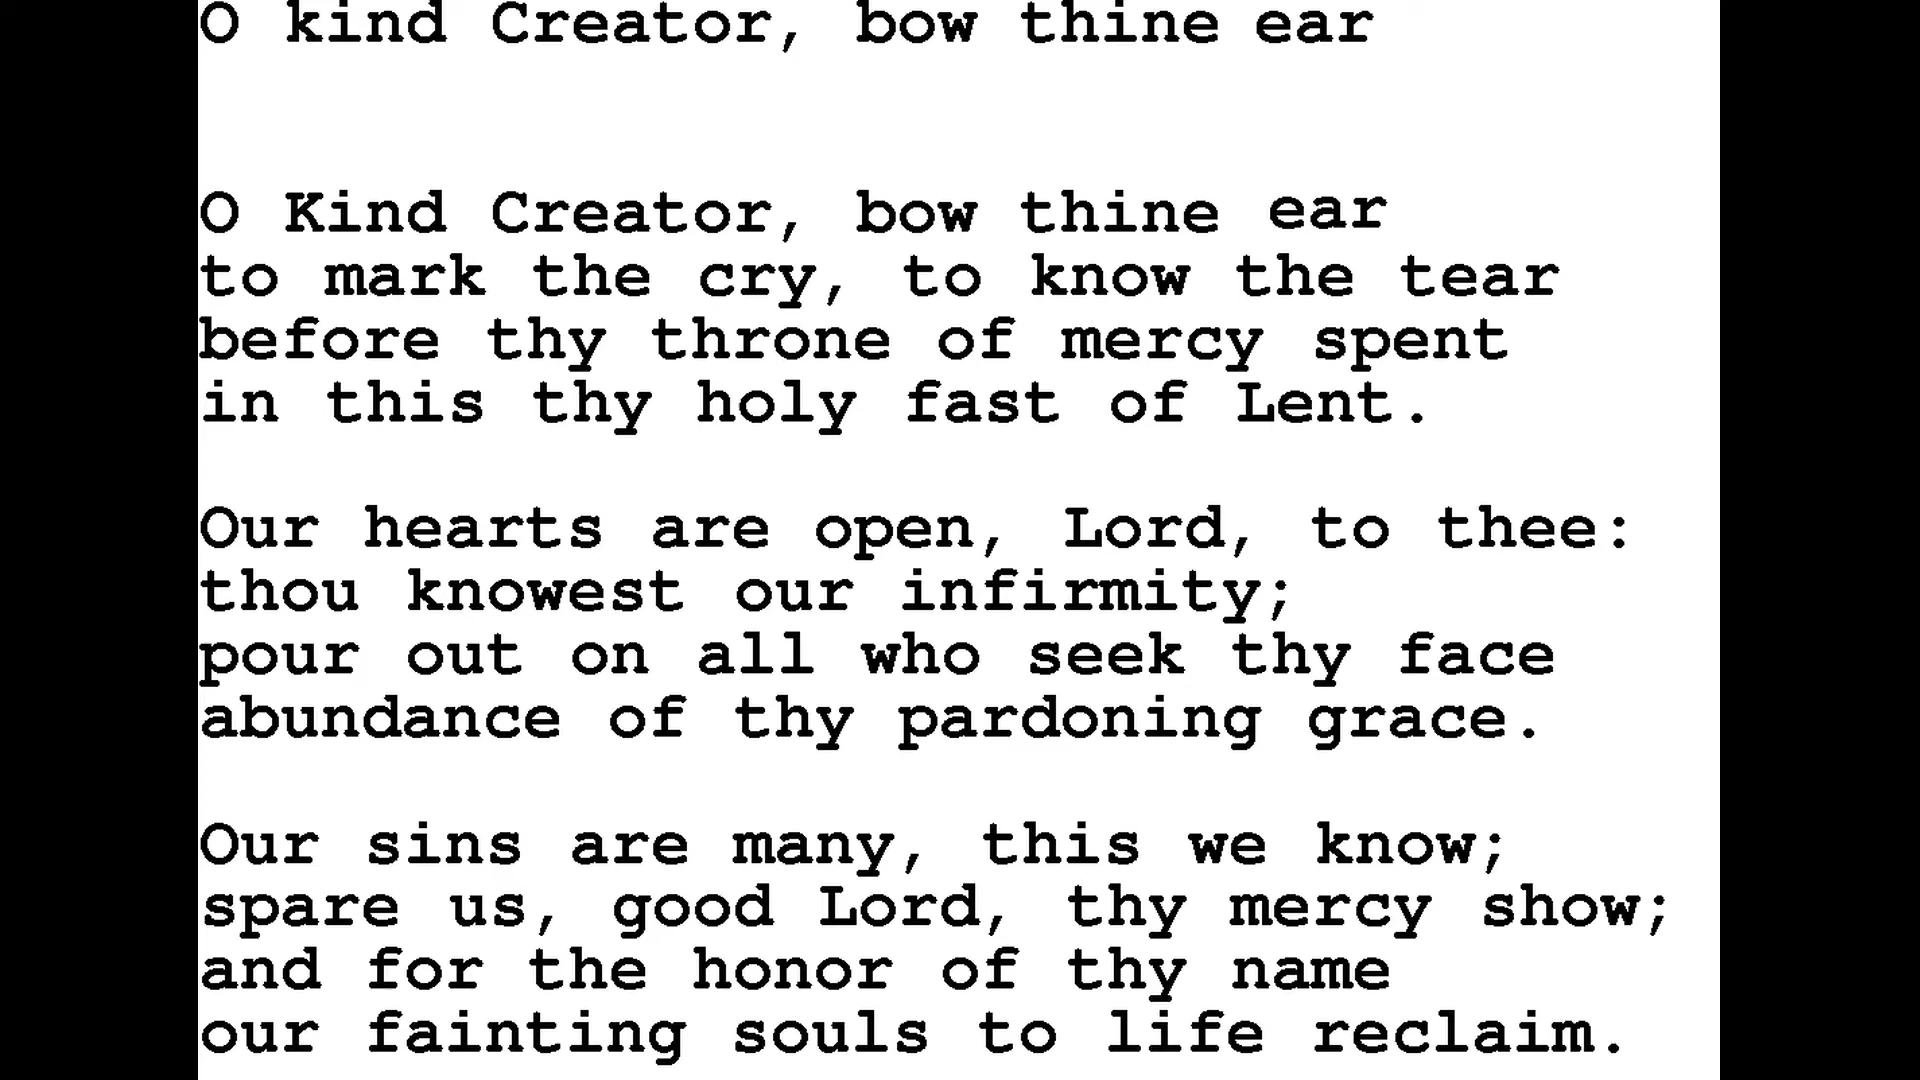 O kind Creator, bow thine ear
O Kind Creator, bow thine ear
to mark the cry, to know the tear
before thy throne of mercy spent
in this thy holy fast of Lent.
Our hearts are open, Lord, to thee:
thou knowest our infirmity;
pour out on all who seek thy face
abundance of thy pardoning grace.
Our sins are many, this we know;
spare us, good Lord, thy mercy show;
and for the honor of thy name
our fainting souls to life reclaim.